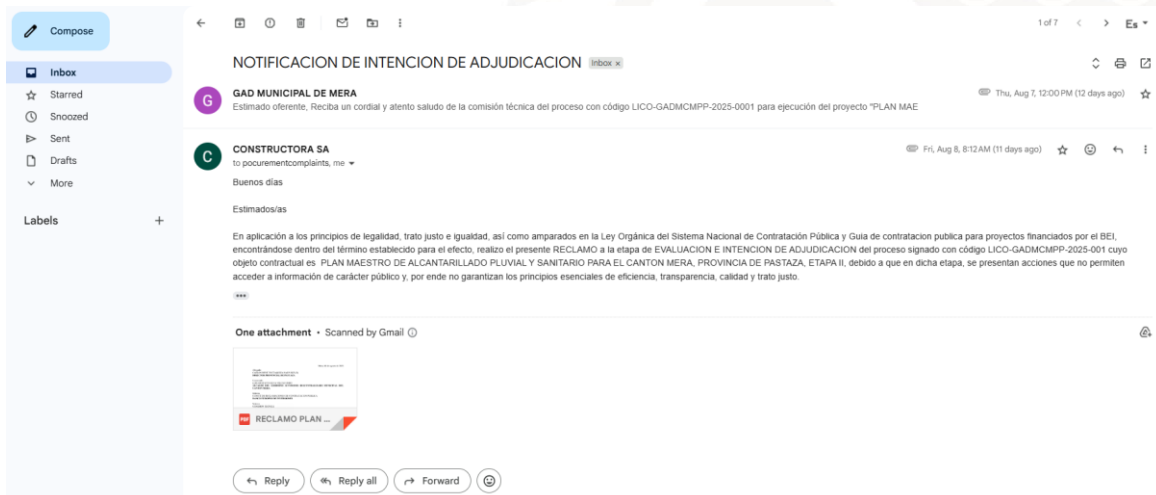 Compose
1 of 7
Es
Inbox
Starred
Snoozed
Sent
Drafts
More
Labels
NOTIFICACION DE INTENCION DE ADJUDICACION Inbox x
G
GAD MUNICIPAL DE MERA
Thu, Aug 7, 12:00 PM (12 days ago)
Estimado oferente, Reciba un cordial y atento saludo de la comisión técnica del proceso con código LICO-GADMCMPP-2025-0001 para ejecución del proyecto "PLAN MAE
C
CONSTRUCTORA SA
Fri, Aug 8, 8:12 AM (11 days ago)
to pocurementcomplaints, me
Buenos días
Estimados/as
En aplicación a los principios de legalidad, trato justo e igualdad, así como amparados en la Ley Orgánica del Sistema Nacional de Contratación Pública y Guia de contratacion publica para proyectos financiados por el BEI,
encontrándose dentro del término establecido para el efecto, realizo el presente RECLAMO a la etapa de EVALUACION E INTENCION DE ADJUDICACION del proceso signado con código LICO-GADMCMPP-2025-001 cuyo
objeto contractual es PLAN MAESTRO DE ALCANTARILLADO PLUVIAL Y SANITARIO PARA EL CANTON MERA, PROVINCIA DE PASTAZA, ETAPA II, debido a que en dicha etapa, se presentan acciones que no permiten
acceder a información de carácter público y, por ende no garantizan los principios esenciales de eficiencia, transparencia, calidad y trato justo.
One attachment • Scanned by Gmail
PDF RECLAMO PLAN ...
Reply
Reply all
Forward